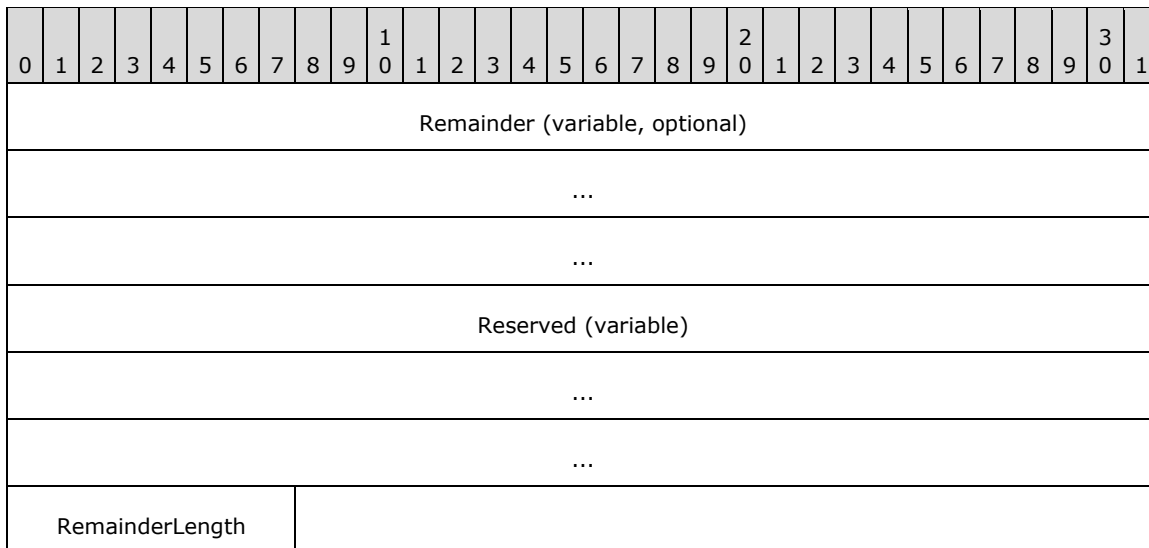 1 2 3
0 1 2 3 4 5 6 7 8 9 0 1 2 3 4 5 6 7 8 9 0 1 2 3 4 5 6 7 8 9 0 1
Remainder (variable, optional)
...
...
Reserved (variable)
...
...
RemainderLength